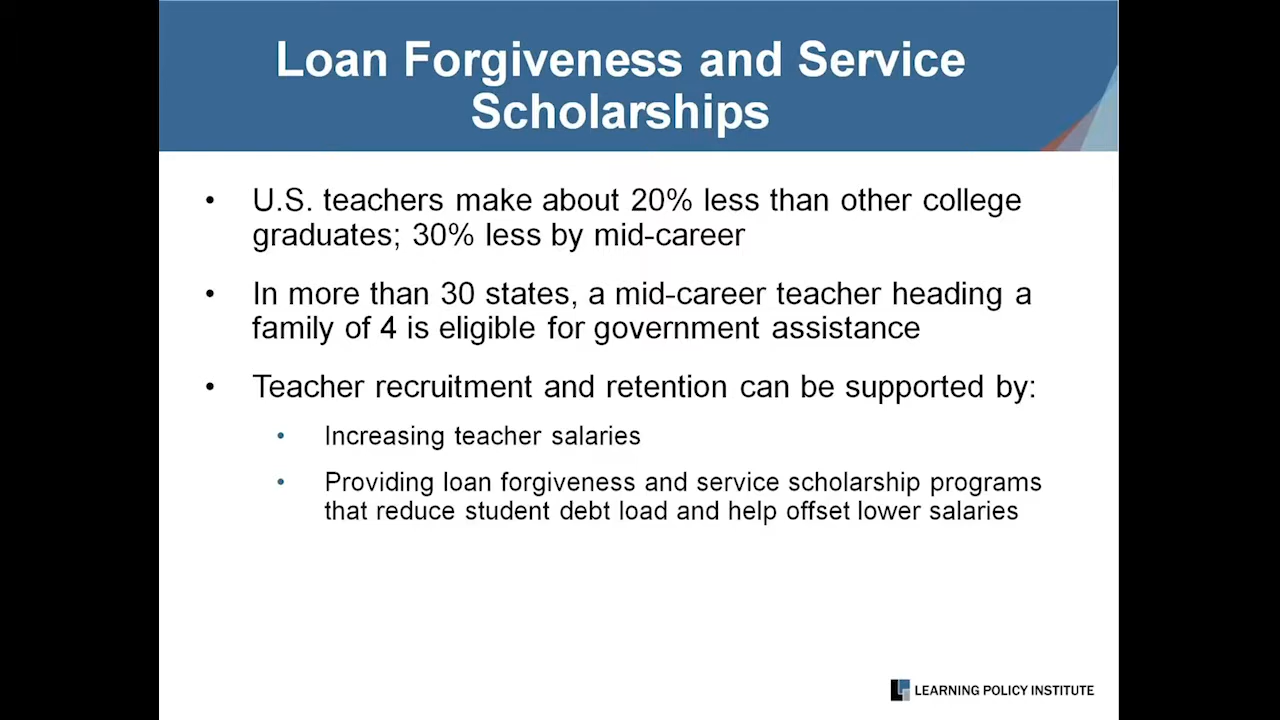 Loan Forgiveness and Service
Scholarships
• U.S. teachers make about 20% less than other college
graduates; 30% less by mid-career
• In more than 30 states, a mid-career teacher heading a
family of 4 is eligible for government assistance
• Teacher recruitment and retention can be supported by:
• Increasing teacher salaries
• Providing loan forgiveness and service scholarship programs
that reduce student debt load and help offset lower salaries
LEARNING POLICY INSTITUTE